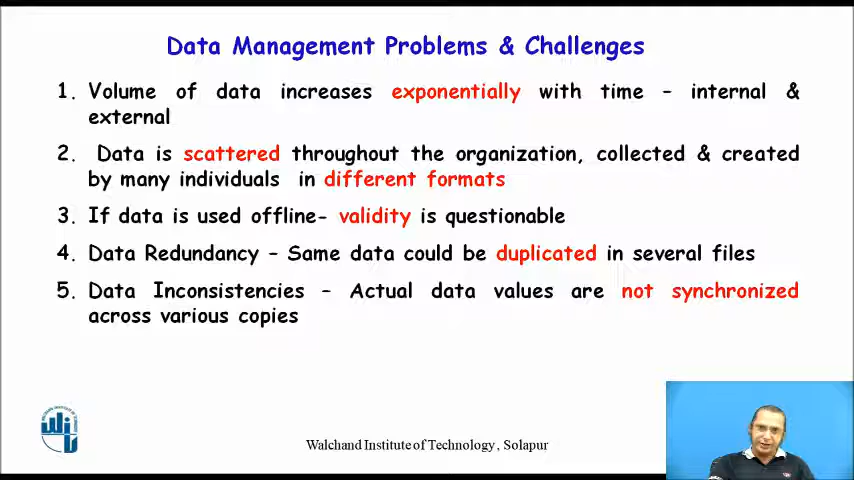 Data Management Problems & Challenges
1. Volume of data increases exponentially with time - internal &
external
2. Data is scattered throughout the organization, collected & created
by many individuals in different formats
3. If data is used offline- validity is questionable
4. Data Redundancy - Same data could be duplicated in several files
5. Data Inconsistencies - Actual data values are not synchronized
across various copies
Walchand Institute of Technology, Solapur